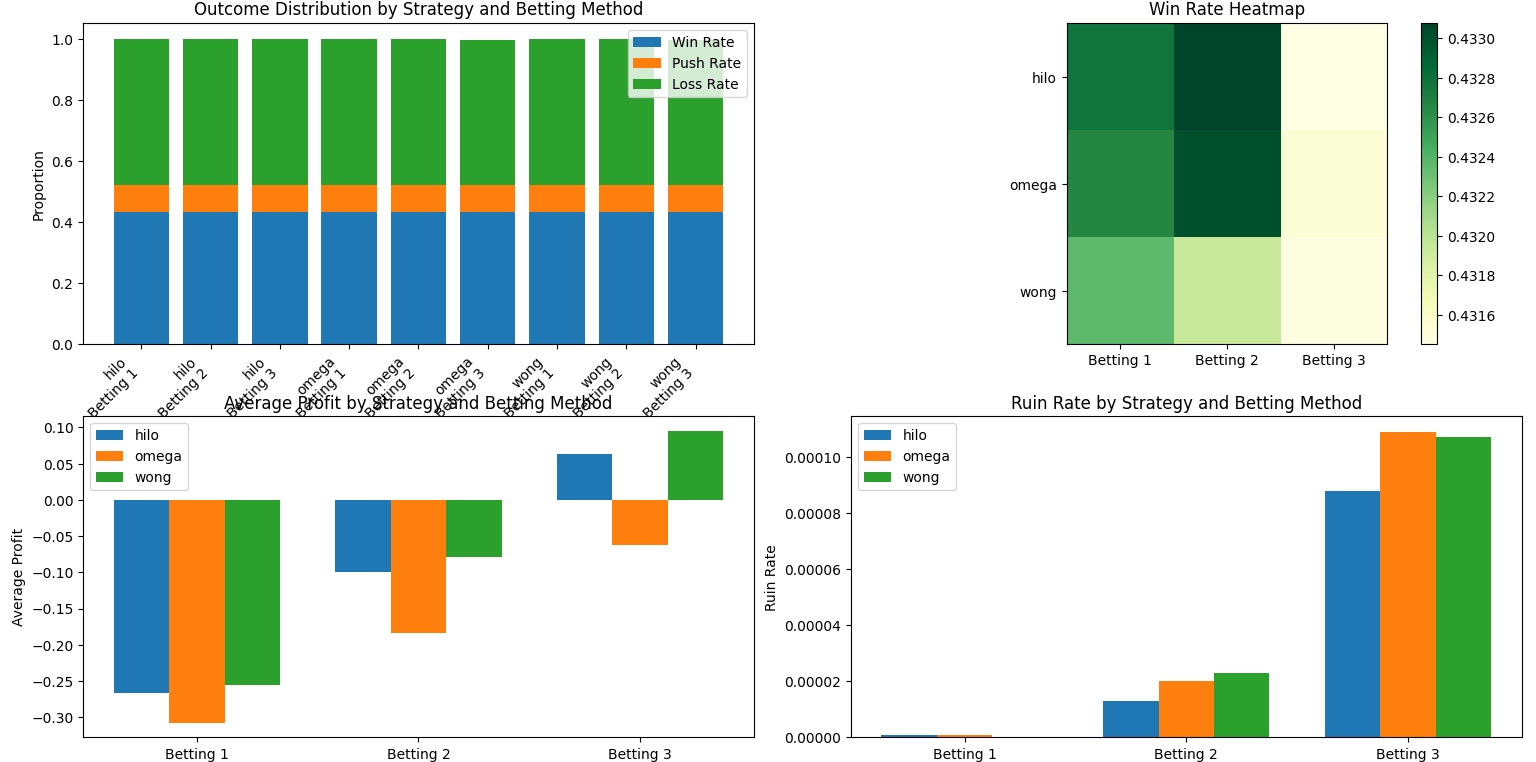 Outcome Distribution by Strategy and Betting Method
1.0
0.8
0.6
0.4
0.2
0.0
Proportion
Win Rate
Push Rate
Loss Rate
hilo
Betting 1
hilo
Betting 2
hilo
Betting 3
omega
Betting 1
omega
Betting 2
omega
Betting 3
wong
Betting 1
wong
Betting 2
wong
Betting 3
Win Rate Heatmap
hilo
omega
wong
Betting 1
Betting 2
Betting 3
0.4330
0.4328
0.4326
0.4324
0.4322
0.4320
0.4318
0.4316
Average Profit by Strategy and Betting Method
0.10
0.05
0.00
−0.05
−0.10
−0.15
−0.20
−0.25
−0.30
Average Profit
hilo
omega
wong
Betting 1
Betting 2
Betting 3
Ruin Rate by Strategy and Betting Method
0.00010
0.00008
0.00006
0.00004
0.00002
0.00000
Ruin Rate
hilo
omega
wong
Betting 1
Betting 2
Betting 3